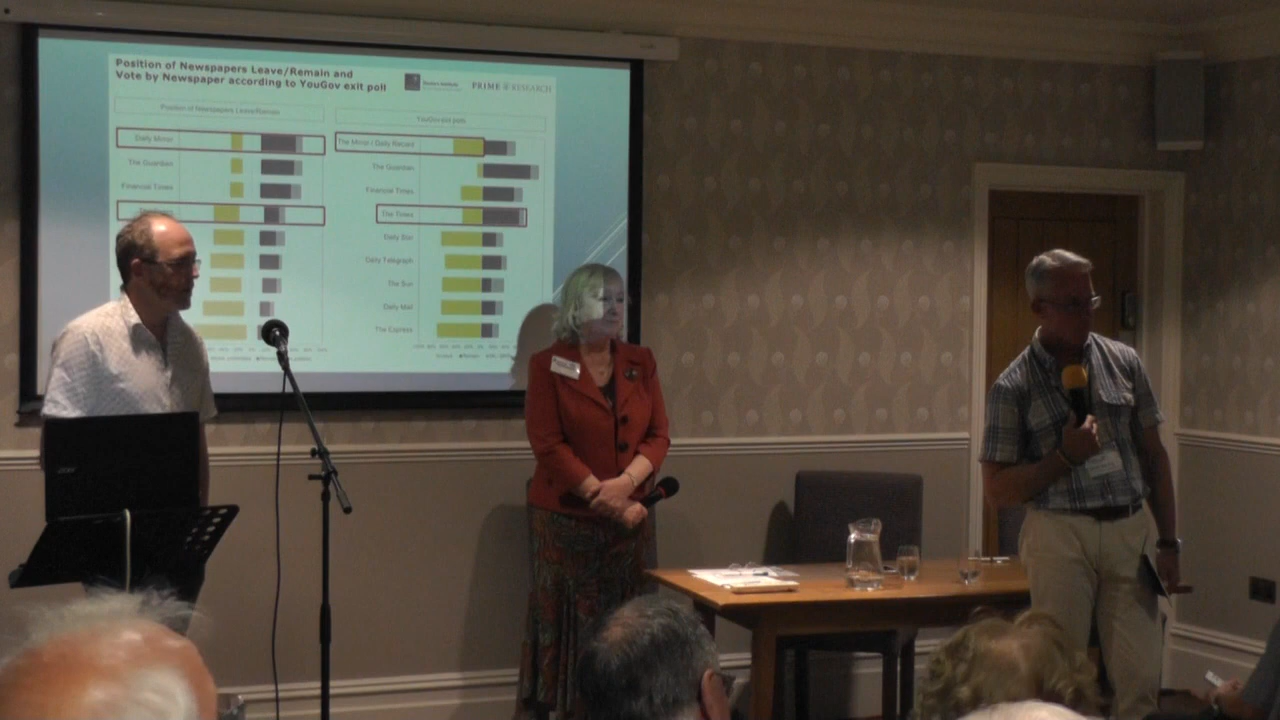 Position of Newspapers Leave/Remain and
Vote by Newspaper according to YouGov exit poll
PRIME RESEARCH
Position of Newspapers Leave/Remain
YouGov exit polls
Daily Mirror
The Guardian
Financial Times
The Mirror / Daily Record
The Guardian
Financial Times
The Times
Daily Star
Daily Telegraph
The Sun
Daily Mail
The Express
acer